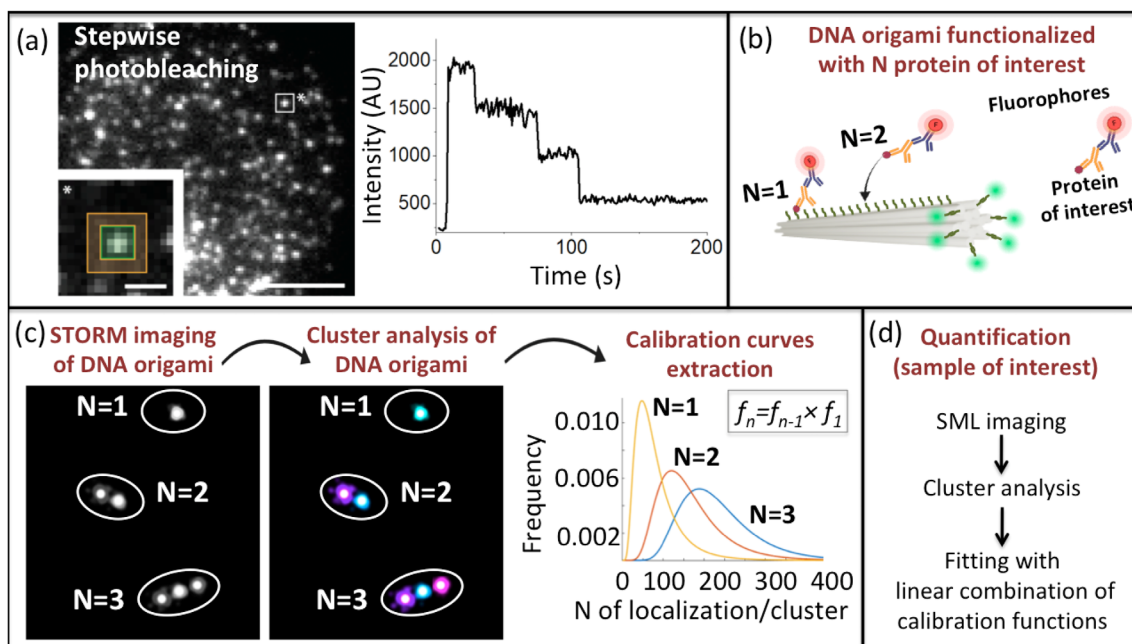 (a)
Stepwise
photobleaching
*
*
Intensity (AU)
2000
1500
1000
500
0
100
200
Time (s)
(b)
DNA origami functionalized
with N protein of interest
Fluorophores
N=2
N=1
F
F
F
Protein
of interest
(c)
STORM imaging
of DNA origami
N=1
N=2
N=3
Cluster analysis of
DNA origami
N=1
N=2
N=3
Calibration curves
extraction
fₙ=fₙ₋₁× f₁
N=1
N=2
N=3
Frequency
0.010
0.006
0.002
0 100 200 300 400
N of localization/cluster
(d)
Quantification
(sample of interest)
SML imaging
Cluster analysis
Fitting with
linear combination of
calibration functions